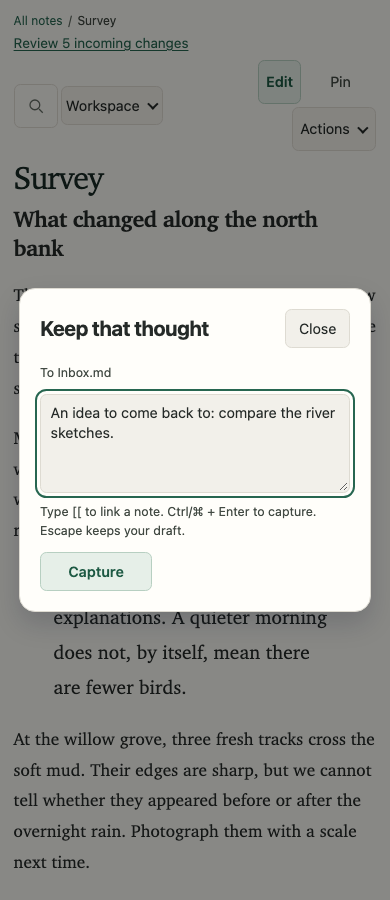 All notes / Survey
Review 5 incoming changes
Edit
Pin
Workspace
Actions
Survey
What changed along the north
bank
Keep that thought
Close
To Inbox.md
An idea to come back to: compare the river
sketches.
Type [[ to link a note. Ctrl/⌘ + Enter to capture.
Escape keeps your draft.
Capture
explanations. A quieter morning
does not, by itself, mean there
are fewer birds.
At the willow grove, three fresh tracks cross the
soft mud. Their edges are sharp, but we cannot
tell whether they appeared before or after the
overnight rain. Photograph them with a scale
next time.